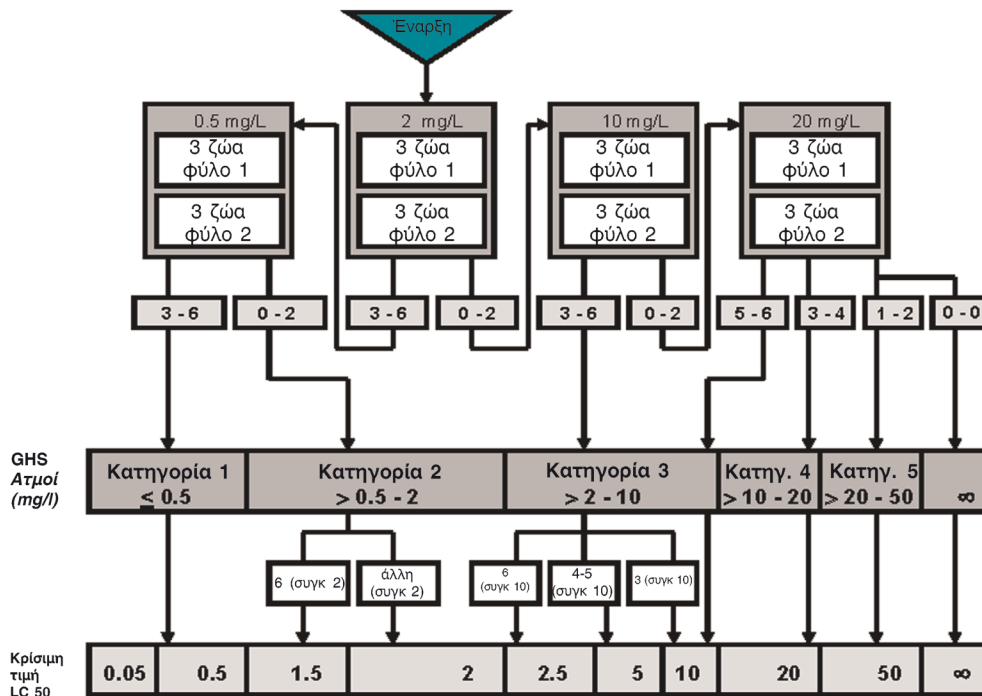 Έναρξη
0.5 mg/L
2 mg/L
10 mg/L
20 mg/L
3 ζώα
φύλο 1
3 ζώα
φύλο 1
3 ζώα
φύλο 1
3 ζώα
φύλο 1
3 ζώα
φύλο 2
3 ζώα
φύλο 2
3 ζώα
φύλο 2
3 ζώα
φύλο 2
3 - 6
0 - 2
3 - 6
0 - 2
3 - 6
0 - 2
5 - 6
3 - 4
1 - 2
0 - 0
GHS
Ατμοί
(mg/l)
Κατηγορία 1
≤ 0.5
Κατηγορία 2
> 0.5 - 2
Κατηγορία 3
> 2 - 10
Κατηγ. 4
> 10 - 20
Κατηγ. 5
> 20 - 50
∞
6 (συγκ 2)
άλλη
(συγκ 2)
6
(συγκ 10)
4-5
(συγκ 10)
3 (συγκ 10)
Κρίσιμη
τιμή
LC 50
0.05
0.5
1.5
2
2.5
5
10
20
50
∞